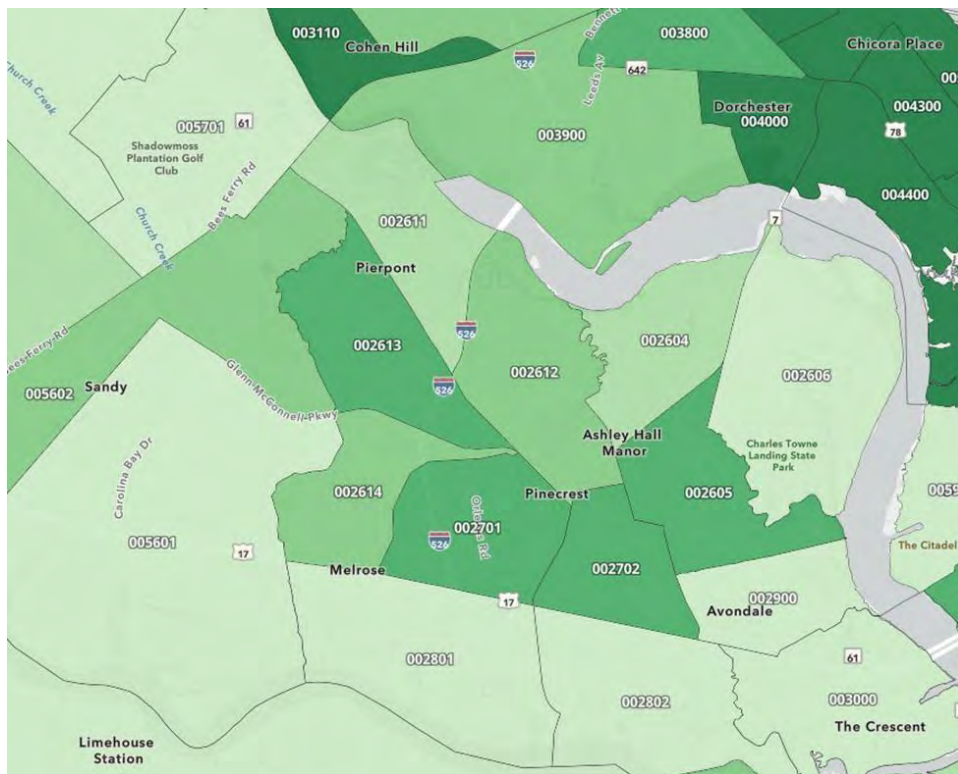 003110
Cohen Hill
526
Bennett
Leeds Av
642
003800
Chicora Place
Church Creek
005701
61
Shadowmoss
Plantation Golf
Club
Bees Ferry Rd
003900
Dorchester
004000
004300
78
004400
Church Creek
002611
7
Pierpont
526
002613
526
002612
002604
002606
Bees Ferry Rd
Sandy
005602
Glenn McConnell Pkwy
Ashley Hall
Manor
Charles Towne
Landing State
Park
Carolina Bay Dr
002614
Pinecrest
002605
002701
Orleans Rd
526
005601
17
The Citadel
Melrose
002702
17
002900
Avondale
002801
61
002802
003000
The Crescent
Limehouse
Station